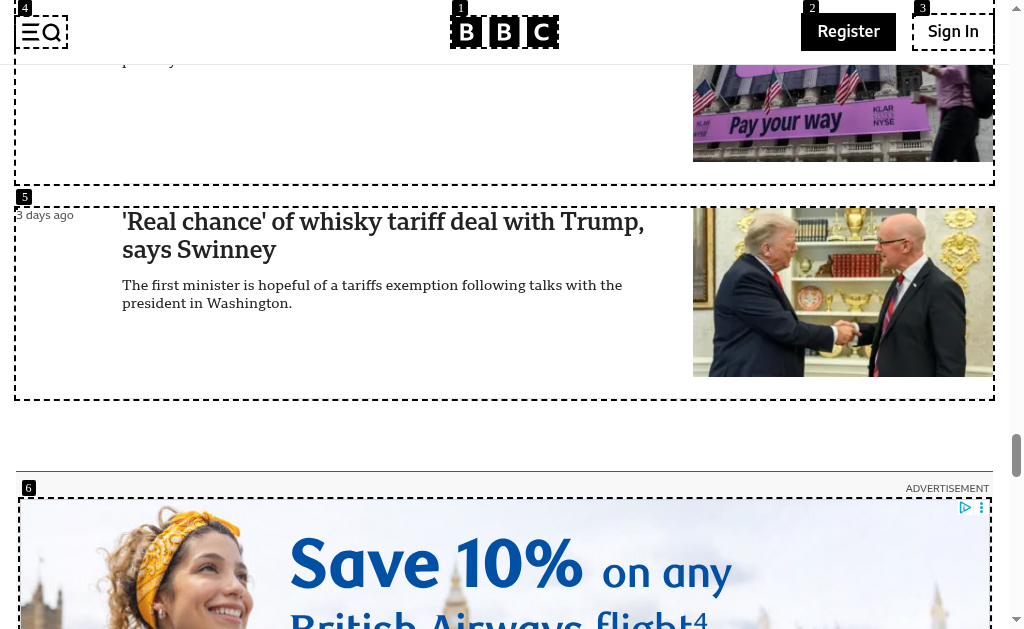 4
1
2
3
BBC
Register
Sign In
Pay your way
KLAR
LISTED
NYSE
5
3 days ago
'Real chance' of whisky tariff deal with Trump,
says Swinney
The first minister is hopeful of a tariffs exemption following talks with the
president in Washington.
6
ADVERTISEMENT
Save 10% on any
British Airways flight4